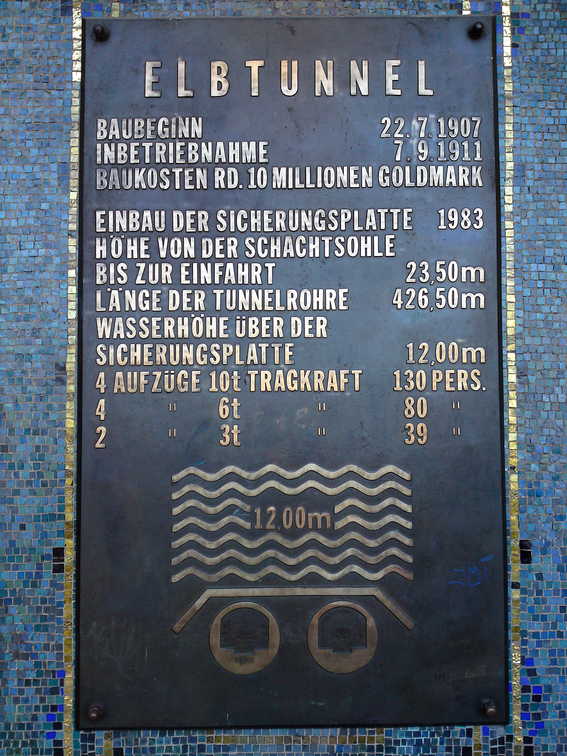 ELBTUNNEL
BAUBEGINN 22.7.1907
INBETRIEBNAHME 7.9.1911
BAUKOSTEN RD. 10 MILLIONEN GOLDMARK
EINBAU DER SICHERUNGSPLATTE 1983
HÖHE VON DER SCHACHTSOHLE
BIS ZUR EINFAHRT 23,50m
LÄNGE DER TUNNELROHRE 426,50m
WASSERHÖHE ÜBER DER
SICHERUNGSPLATTE 12,00m
4 AUFZÜGE 10t TRAGKRAFT 130 PERS.
4 " 6t " 80 "
2 " 3t " 39 "
12,00m